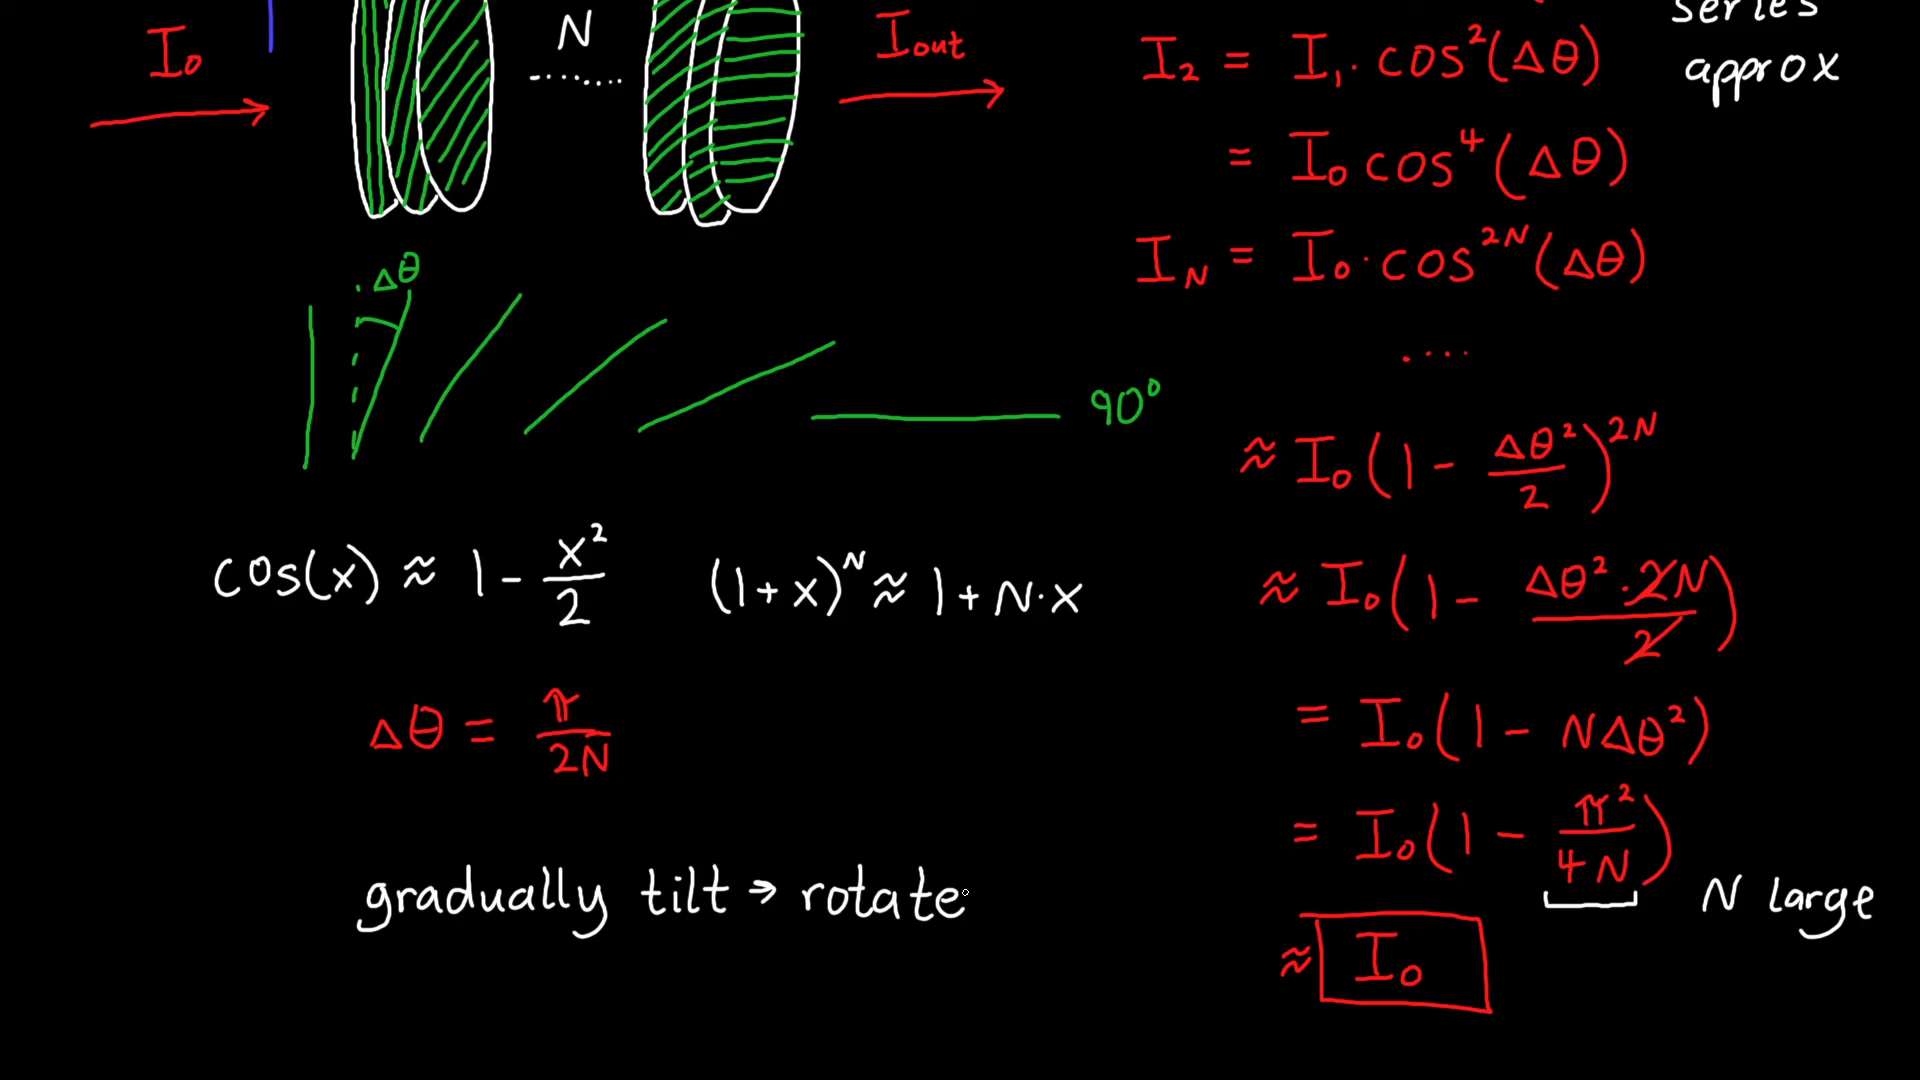 I₀
N
I_out
series
approx
I₂ = I₁ · cos²(Δθ)
= I₀ cos⁴(Δθ)
I_N = I₀ · cos²ᴺ(Δθ)
. . . .
Δθ
90°
≈ I₀(1 - Δθ²/2)²ᴺ
cos(x) ≈ 1 - x²/2
(1+x)ᴺ ≈ 1 + N·x
≈ I₀(1 - Δθ²·2N/2)
Δθ = π/2N
= I₀(1 - NΔθ²)
= I₀(1 - π²/4N)
N large
gradually tilt → rotate
≈ I₀